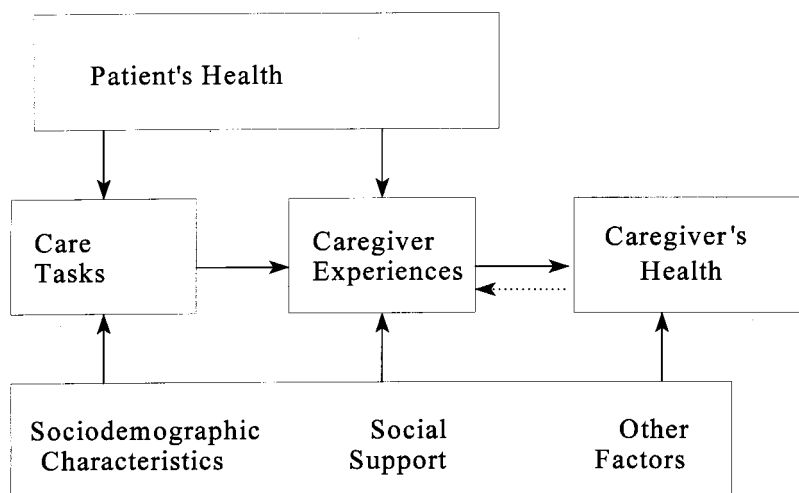 Patient's Health
Care
Tasks
Caregiver
Experiences
Caregiver's
Health
Sociodemographic
Characteristics
Social
Support
Other
Factors